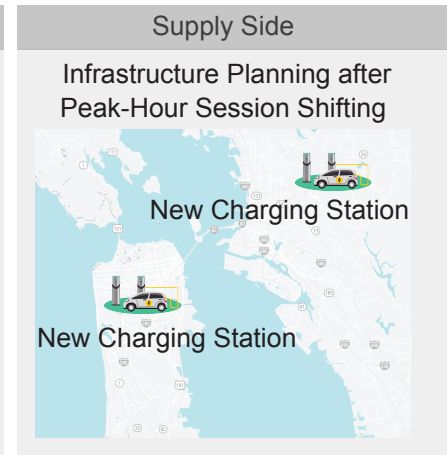 Supply Side
Infrastructure Planning after
Peak-Hour Session Shifting
New Charging Station
New Charging Station